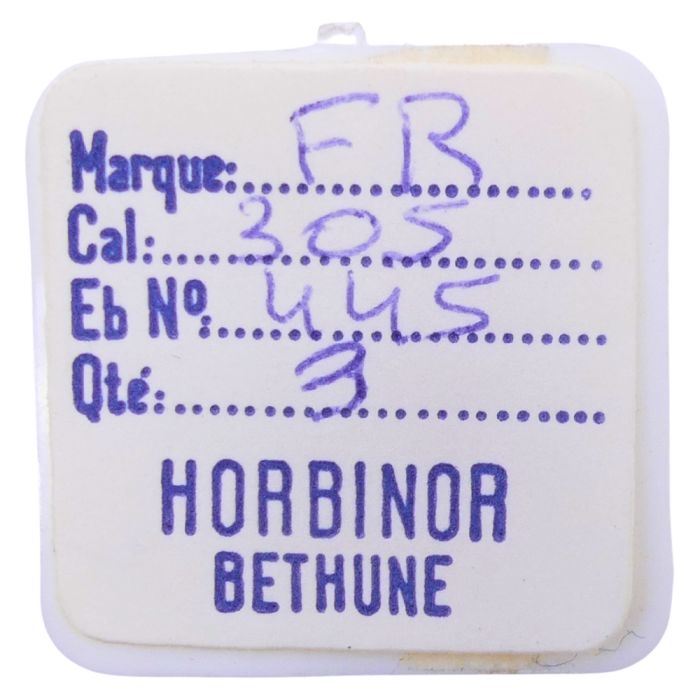 Marque: FB
Cal: 305
Eb Nº: 445
Qté: 3
HORBINOR
BETHUNE